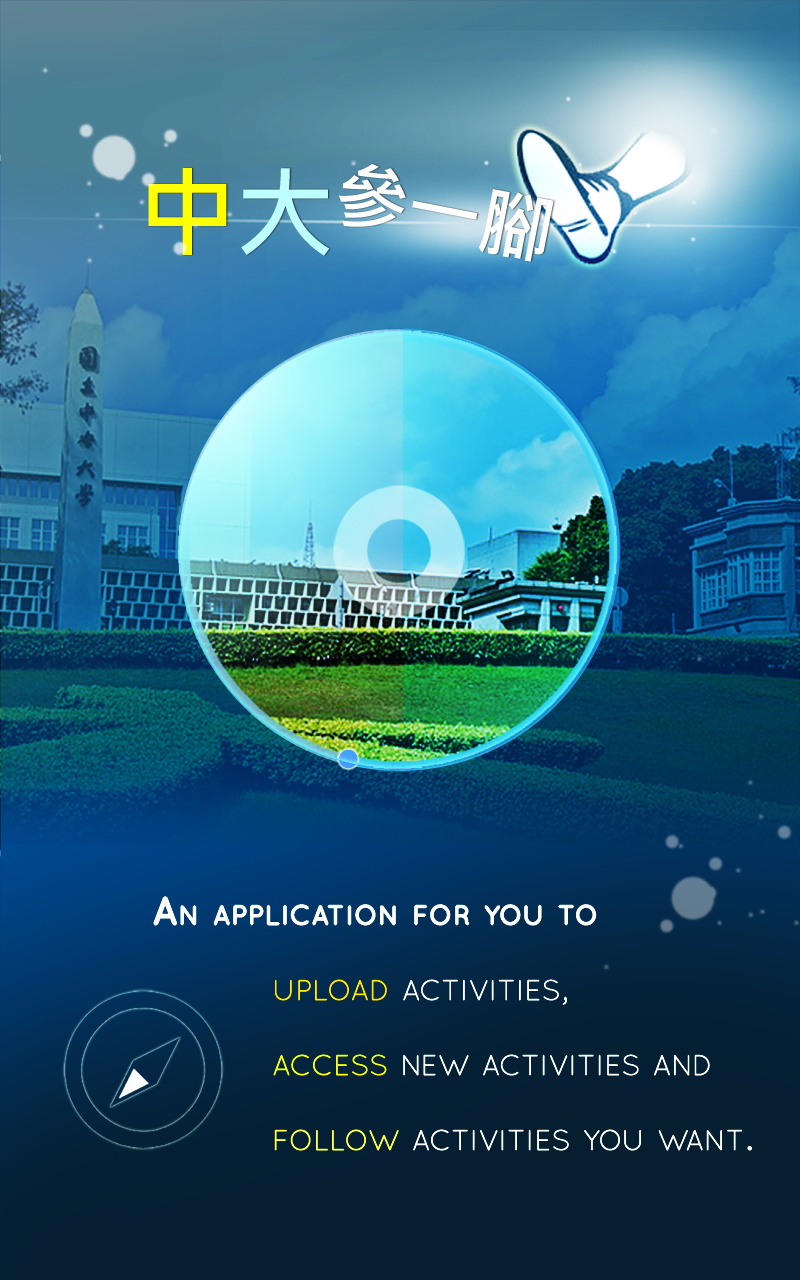 中大參一腳
國立中央大學
AN APPLICATION FOR YOU TO
UPLOAD ACTIVITIES,
ACCESS NEW ACTIVITIES AND
FOLLOW ACTIVITIES YOU WANT.